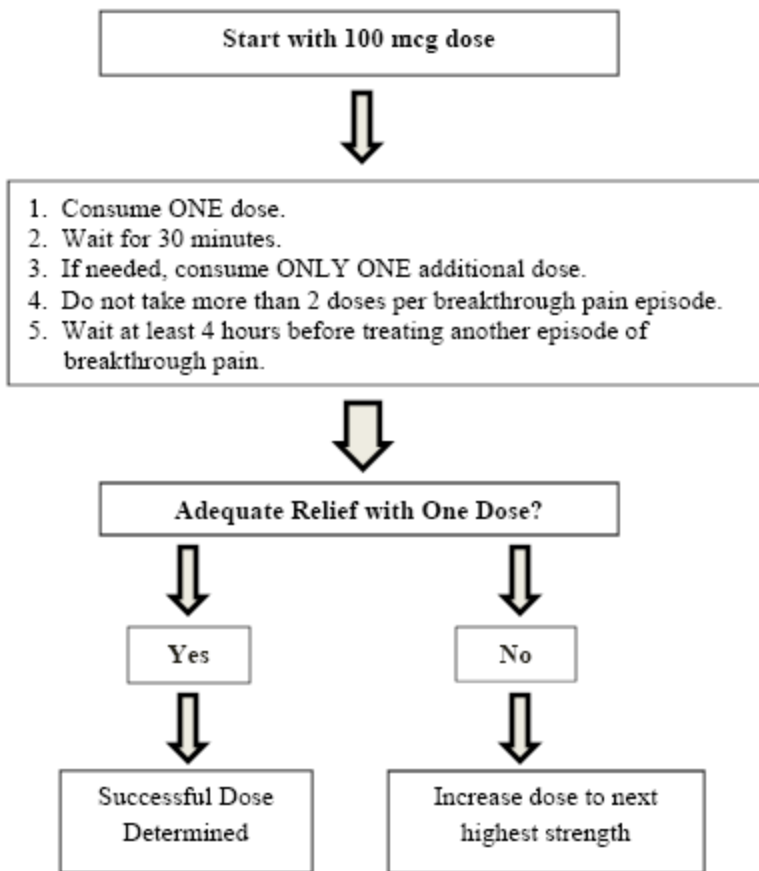 Start with 100 mcg dose
1. Consume ONE dose.
2. Wait for 30 minutes.
3. If needed, consume ONLY ONE additional dose.
4. Do not take more than 2 doses per breakthrough pain episode.
5. Wait at least 4 hours before treating another episode of
breakthrough pain.
Adequate Relief with One Dose?
Yes
No
Successful Dose
Determined
Increase dose to next
highest strength